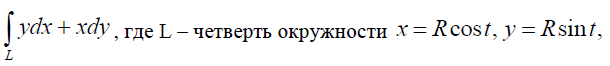 ∫_L ydx + xdy, где L – четверть окружности x = R cos t, y = R sin t,